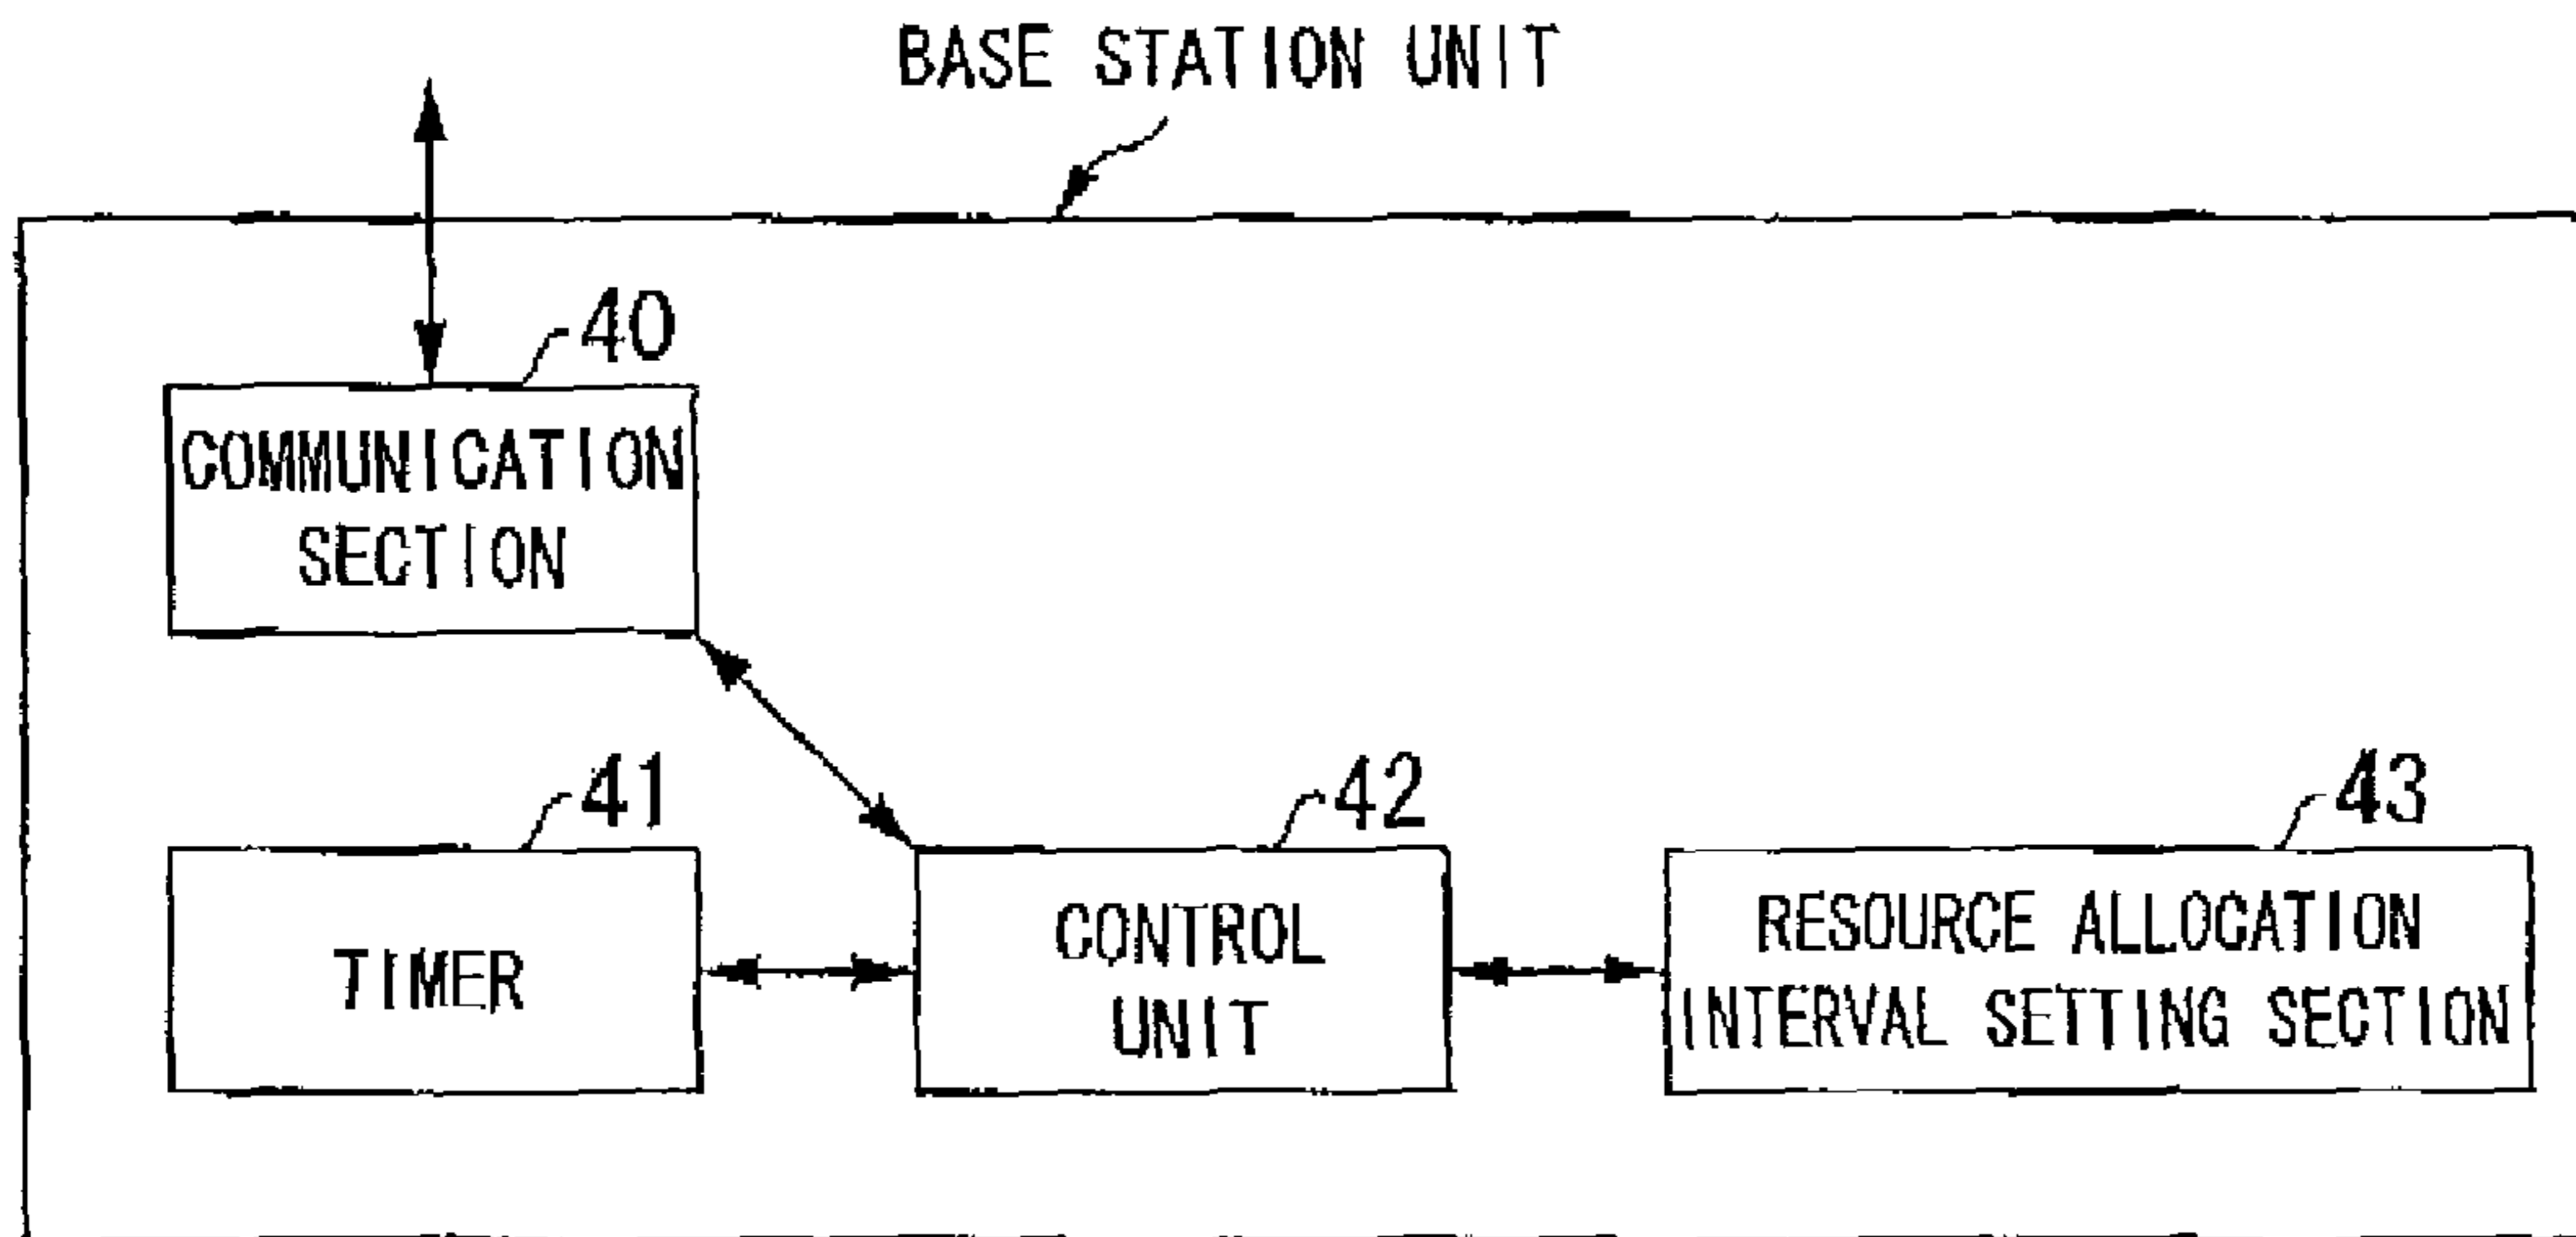 BASE STATION UNIT
40
COMMUNICATION
SECTION
41
TIMER
42
CONTROL
UNIT
43
RESOURCE ALLOCATION
INTERVAL SETTING SECTION